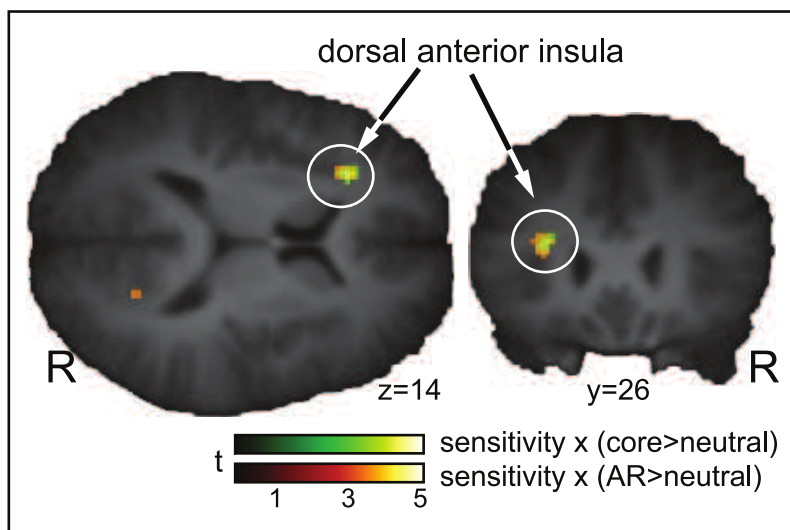 dorsal anterior insula
R
z=14
y=26
R
t
sensitivity x (core>neutral)
sensitivity x (AR>neutral)
1 3 5